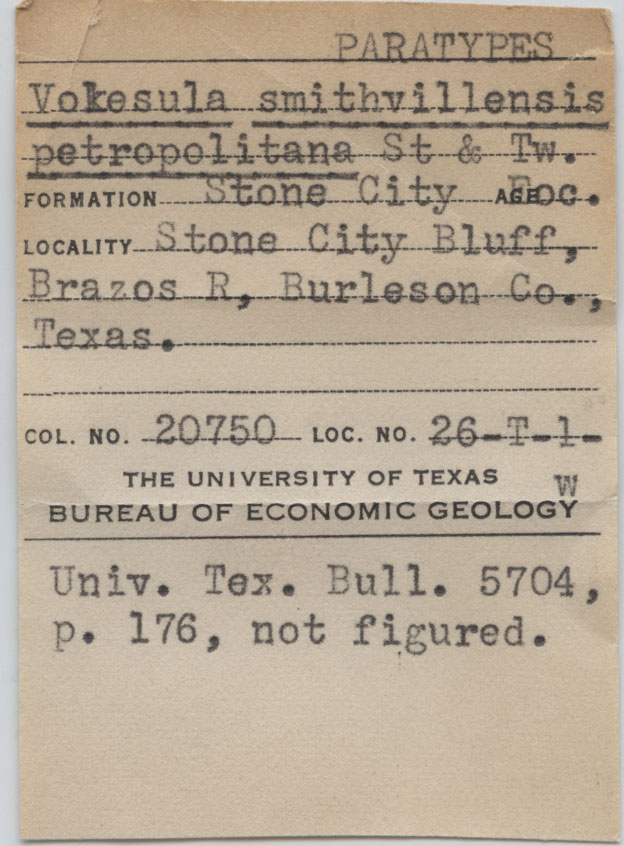 PARATYPES
Vokesula smithvillensis
petropolitana St & Tw.
FORMATION Stone City AGE Eoc.
LOCALITY Stone City Bluff,
Brazos R, Burleson Co.,
Texas.
COL. NO. 20750 LOC. NO. 26-T-1-
W
THE UNIVERSITY OF TEXAS
BUREAU OF ECONOMIC GEOLOGY
Univ. Tex. Bull. 5704,
p. 176, not figured.